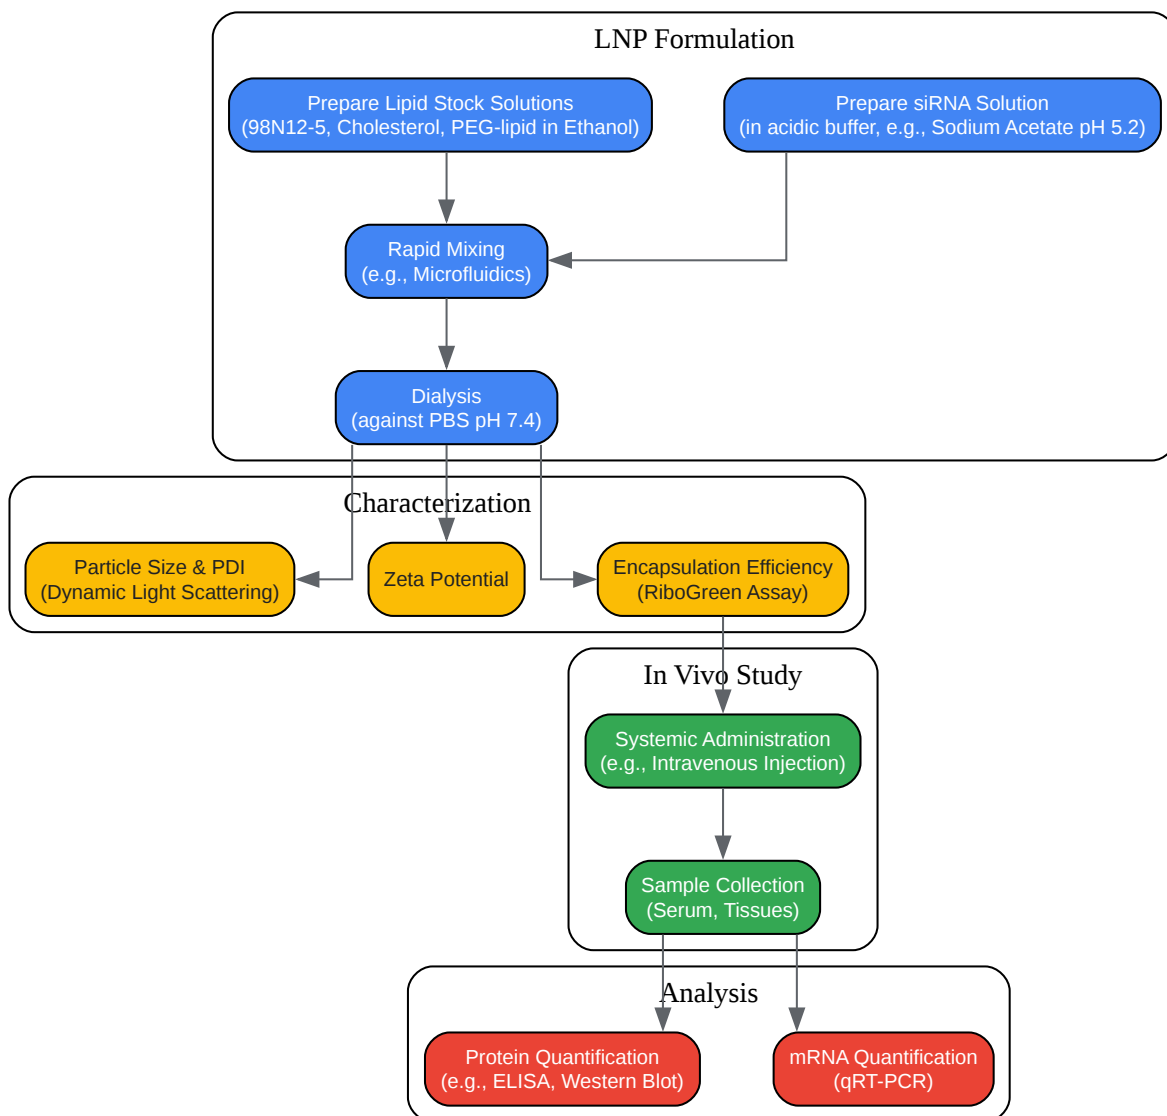 LNP Formulation
Prepare Lipid Stock Solutions
(98N12-5, Cholesterol, PEG-lipid in Ethanol)
Prepare siRNA Solution
(in acidic buffer, e.g., Sodium Acetate pH 5.2)
Rapid Mixing
(e.g., Microfluidics)
Dialysis
(against PBS pH 7.4)
Characterization
Particle Size & PDI
(Dynamic Light Scattering)
Zeta Potential
Encapsulation Efficiency
(RiboGreen Assay)
In Vivo Study
Systemic Administration
(e.g., Intravenous Injection)
Sample Collection
(Serum, Tissues)
Analysis
Protein Quantification
(e.g., ELISA, Western Blot)
mRNA Quantification
(qRT-PCR)